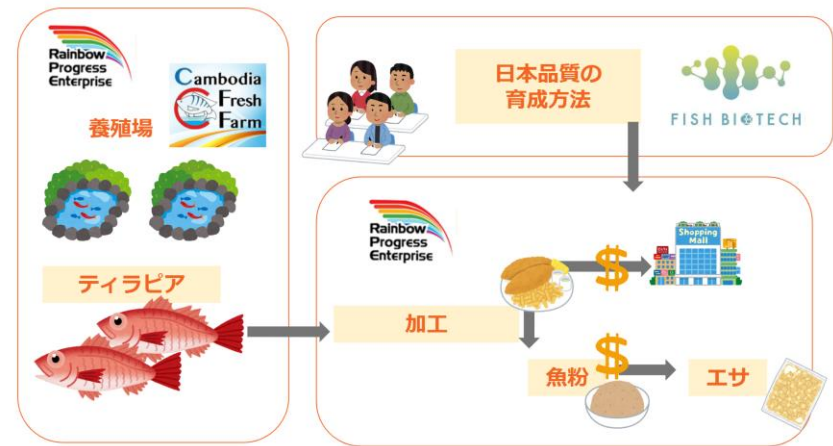 Rainbow
Progress
Enterprise
Cambodia
Fresh
Farm
養殖場
ティラピア
日本品質の
育成方法
FISH BIOTECH
Rainbow
Progress
Enterprise
加工
$
Shopping
Mall
魚粉
$
エサ